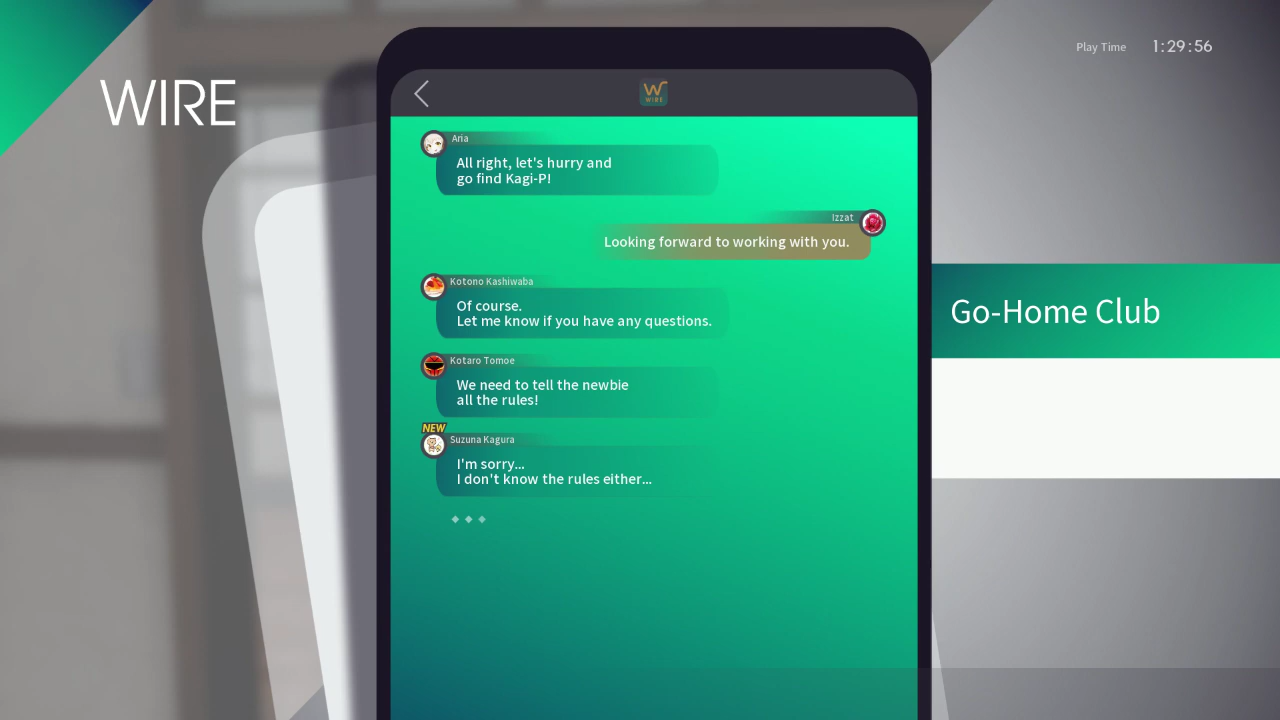 Play Time 1:29:56
WIRE
W
WIRE
Aria
All right, let's hurry and
go find Kagi-P!
Izzat
Looking forward to working with you.
Kotono Kashiwaba
Of course.
Let me know if you have any questions.
Go-Home Club
Kotaro Tomoe
We need to tell the newbie
all the rules!
NEW
Suzuna Kagura
I'm sorry...
I don't know the rules either...